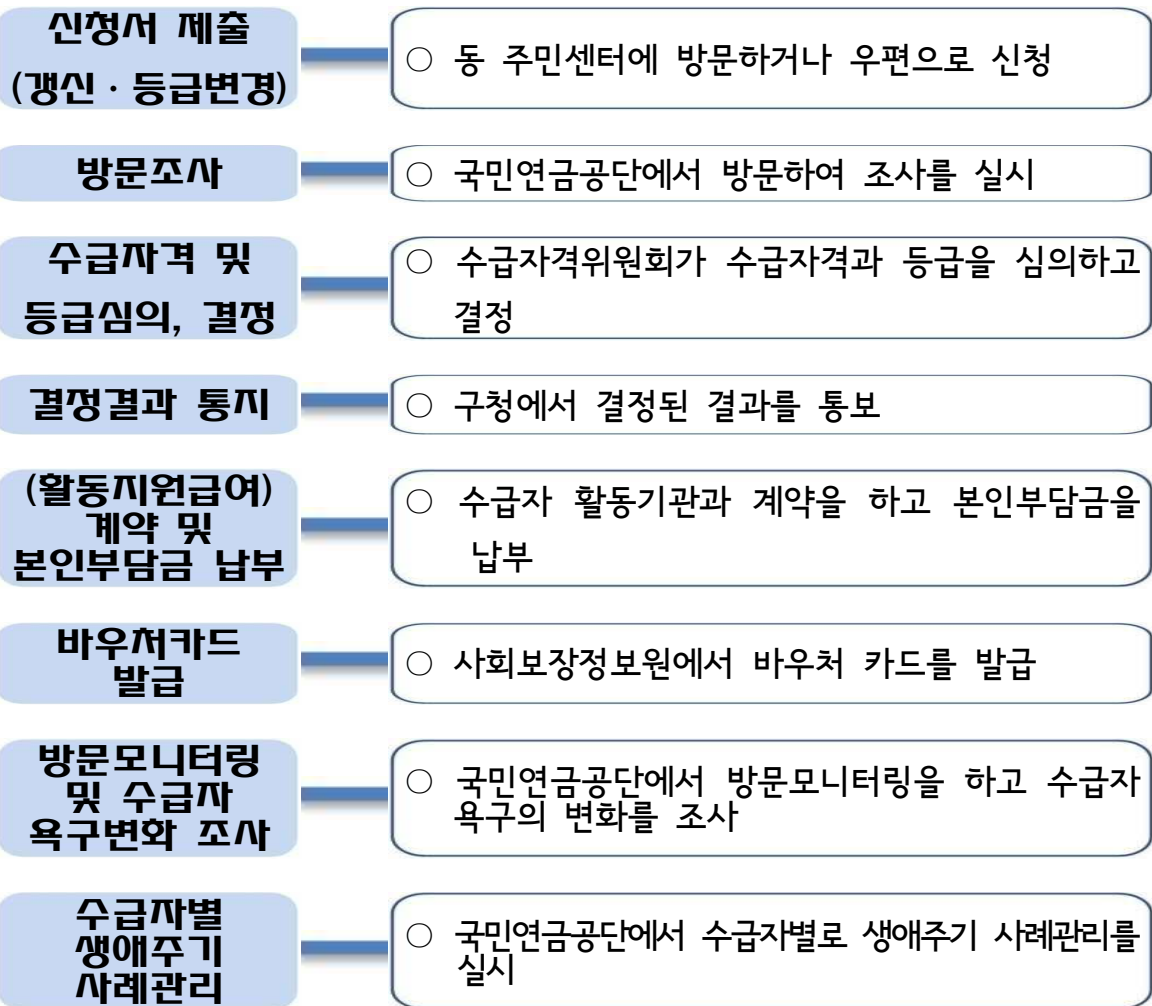 신청서 제출
(갱신 · 등급변경)
○ 동 주민센터에 방문하거나 우편으로 신청
방문조사
○ 국민연금공단에서 방문하여 조사를 실시
수급자격 및
등급심의, 결정
○ 수급자격위원회가 수급자격과 등급을 심의하고
결정
결정결과 통지
○ 구청에서 결정된 결과를 통보
(활동지원급여)
계약 및
본인부담금 납부
○ 수급자 활동기관과 계약을 하고 본인부담금을
납부
바우처카드
발급
○ 사회보장정보원에서 바우처 카드를 발급
방문모니터링
및 수급자
욕구변화 조사
○ 국민연금공단에서 방문모니터링을 하고 수급자
욕구의 변화를 조사
수급자별
생애주기
사례관리
○ 국민연금공단에서 수급자별로 생애주기 사례관리를
실시